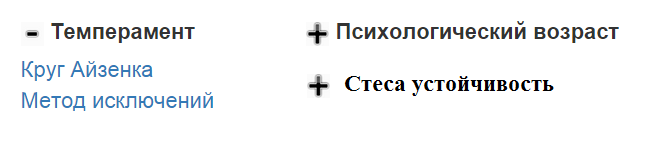 Темперамент
Круг Айзенка
Метод исключений
Психологический возраст
Стеса устойчивость